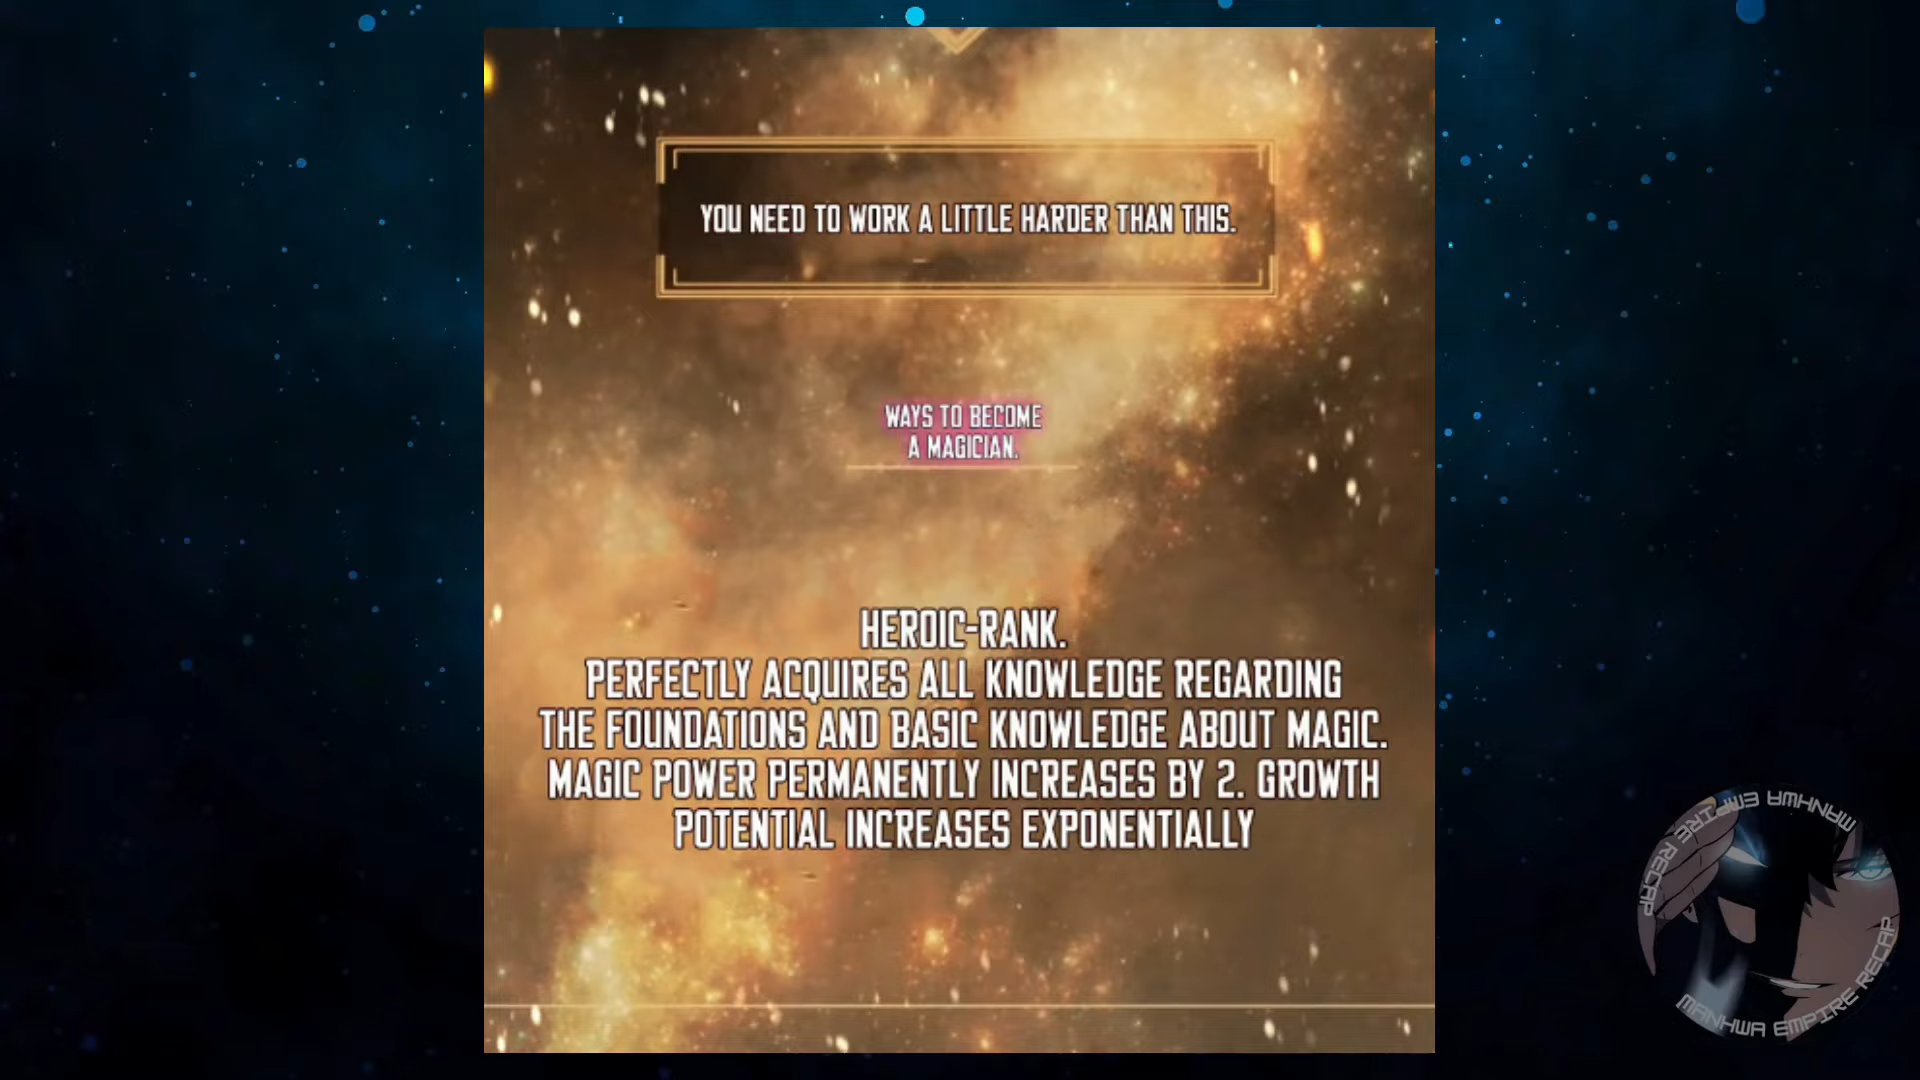 YOU NEED TO WORK A LITTLE HARDER THAN THIS.
WAYS TO BECOME
A MAGICIAN.
HEROIC-RANK.
PERFECTLY ACQUIRES ALL KNOWLEDGE REGARDING
THE FOUNDATIONS AND BASIC KNOWLEDGE ABOUT MAGIC.
MAGIC POWER PERMANENTLY INCREASES BY 2. GROWTH
POTENTIAL INCREASES EXPONENTIALLY
MANHWA EMPIRE RECAP
MANHWA EMPIRE RECAP